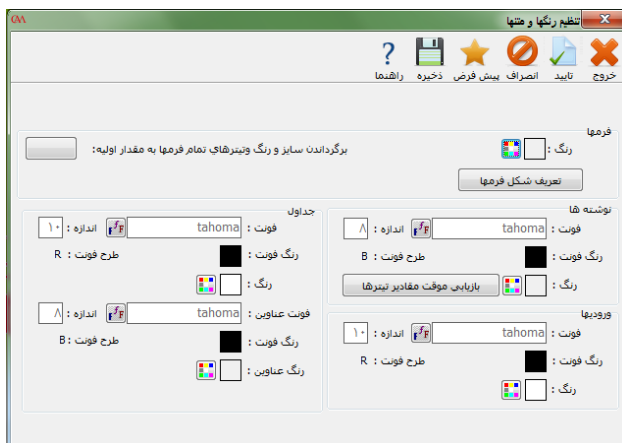 تنظیم رنگها و متنها
خروج تایید انصراف پیش فرض ذخیره راهنما
فرمها
رنگ :
برگرداندن سایز و رنگ وتیترهاي تمام فرمها به مقدار اولیه:
تعریف شکل فرمها
نوشته ها
فونت : tahoma اندازه : ۸
رنگ فونت : طرح فونت : B
رنگ : بازیابي موقت مقادیر تیترها
ورودیها
فونت : tahoma اندازه : ۱۰
رنگ فونت : طرح فونت : R
رنگ :
جداول
فونت : tahoma اندازه : ۱۰
رنگ فونت : طرح فونت : R
رنگ :
فونت عناوین : tahoma اندازه : ۸
رنگ فونت : طرح فونت : B
رنگ عناوین :